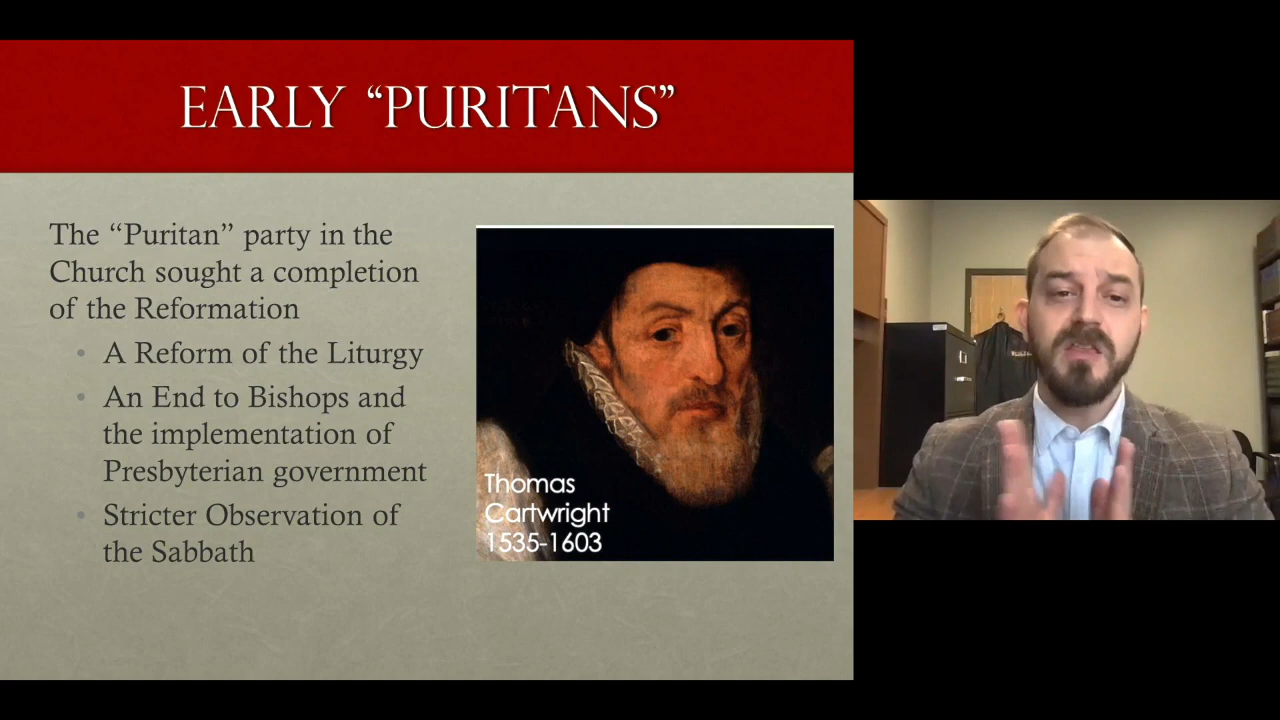 EARLY “PURITANS”
The “Puritan” party in the
Church sought a completion
of the Reformation
• A Reform of the Liturgy
• An End to Bishops and
the implementation of
Presbyterian government
• Stricter Observation of
the Sabbath
Thomas
Cartwright
1535-1603